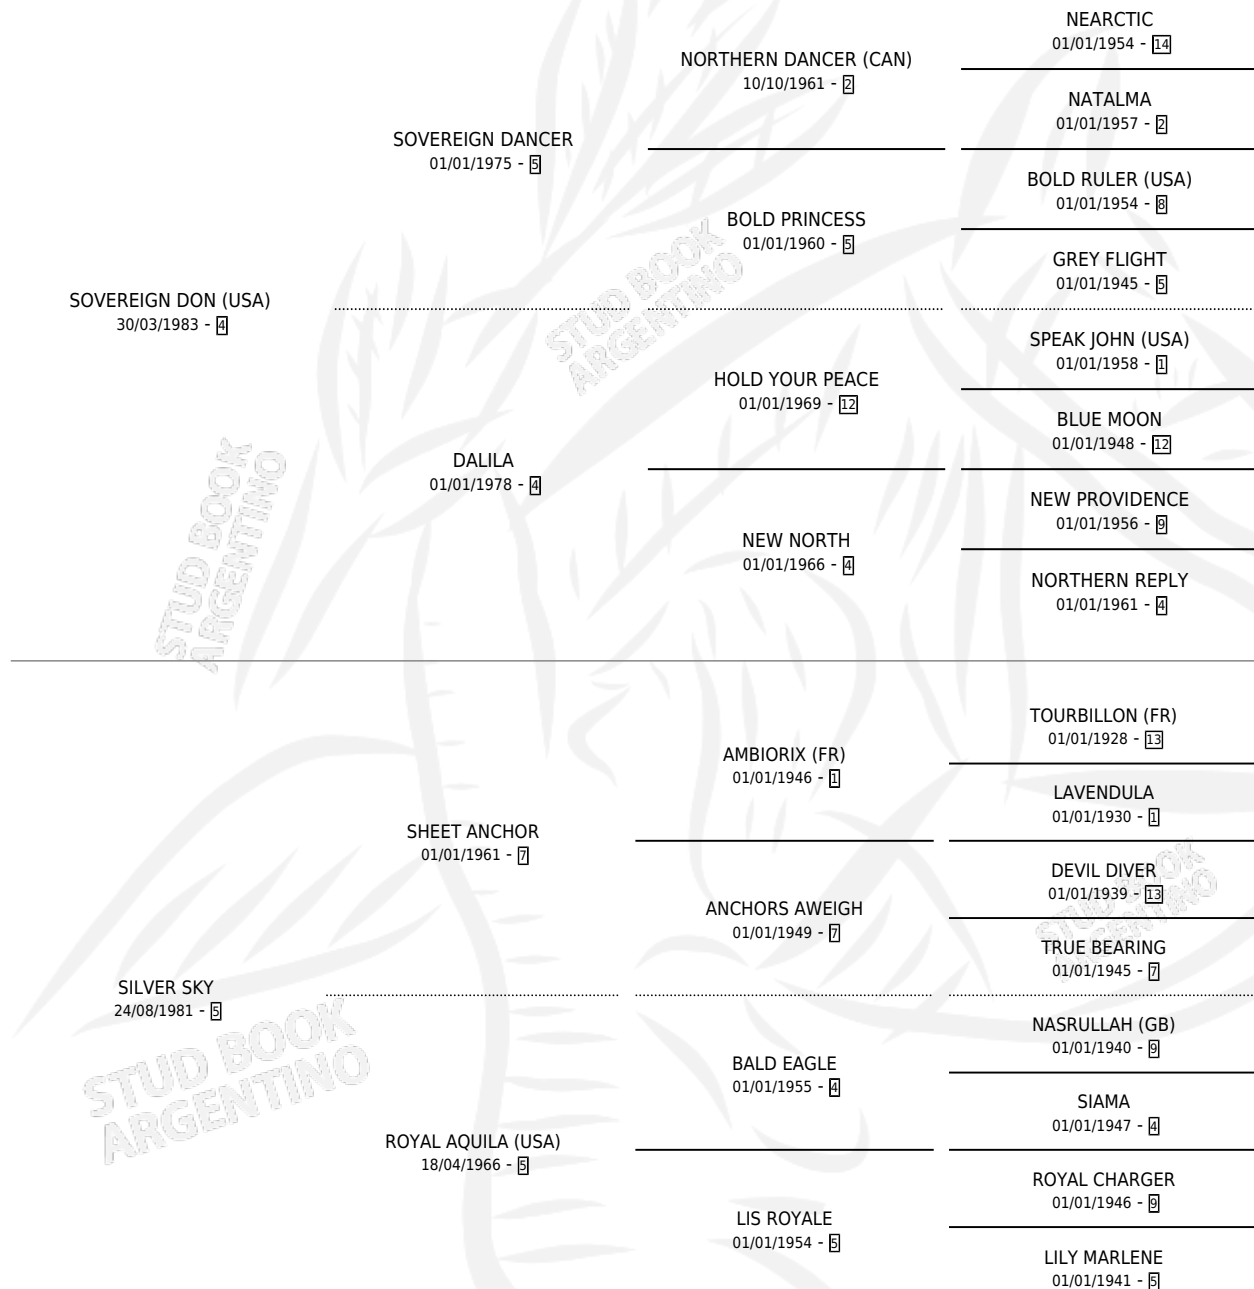 NEARCTIC
01/01/1954 - 14
NORTHERN DANCER (CAN)
10/10/1961 - 2
NATALMA
01/01/1957 - 2
SOVEREIGN DANCER
01/01/1975 - 5
BOLD RULER (USA)
01/01/1954 - 8
BOLD PRINCESS
01/01/1960 - 5
GREY FLIGHT
01/01/1945 - 5
SOVEREIGN DON (USA)
30/03/1983 - 4
STUD BOOK
ARGENTINO
SPEAK JOHN (USA)
01/01/1958 - 1
HOLD YOUR PEACE
01/01/1969 - 12
BLUE MOON
01/01/1948 - 12
DALILA
01/01/1978 - 4
NEW PROVIDENCE
01/01/1956 - 9
NEW NORTH
01/01/1966 - 4
NORTHERN REPLY
01/01/1961 - 4
STUD BOOK
ARGENTINO
TOURBILLON (FR)
01/01/1928 - 13
AMBIORIX (FR)
01/01/1946 - 1
LAVENDULA
01/01/1930 - 1
SHEET ANCHOR
01/01/1961 - 7
DEVIL DIVER
01/01/1939 - 13
ANCHORS AWEIGH
01/01/1949 - 7
STUD BOOK
ARGENTINO
TRUE BEARING
01/01/1945 - 7
SILVER SKY
24/08/1981 - 5
NASRULLAH (GB)
01/01/1940 - 9
BALD EAGLE
01/01/1955 - 4
SIAMA
01/01/1947 - 4
STUD BOOK
ARGENTINO
ROYAL AQUILA (USA)
18/04/1966 - 5
ROYAL CHARGER
01/01/1946 - 9
LIS ROYALE
01/01/1954 - 5
LILY MARLENE
01/01/1941 - 5